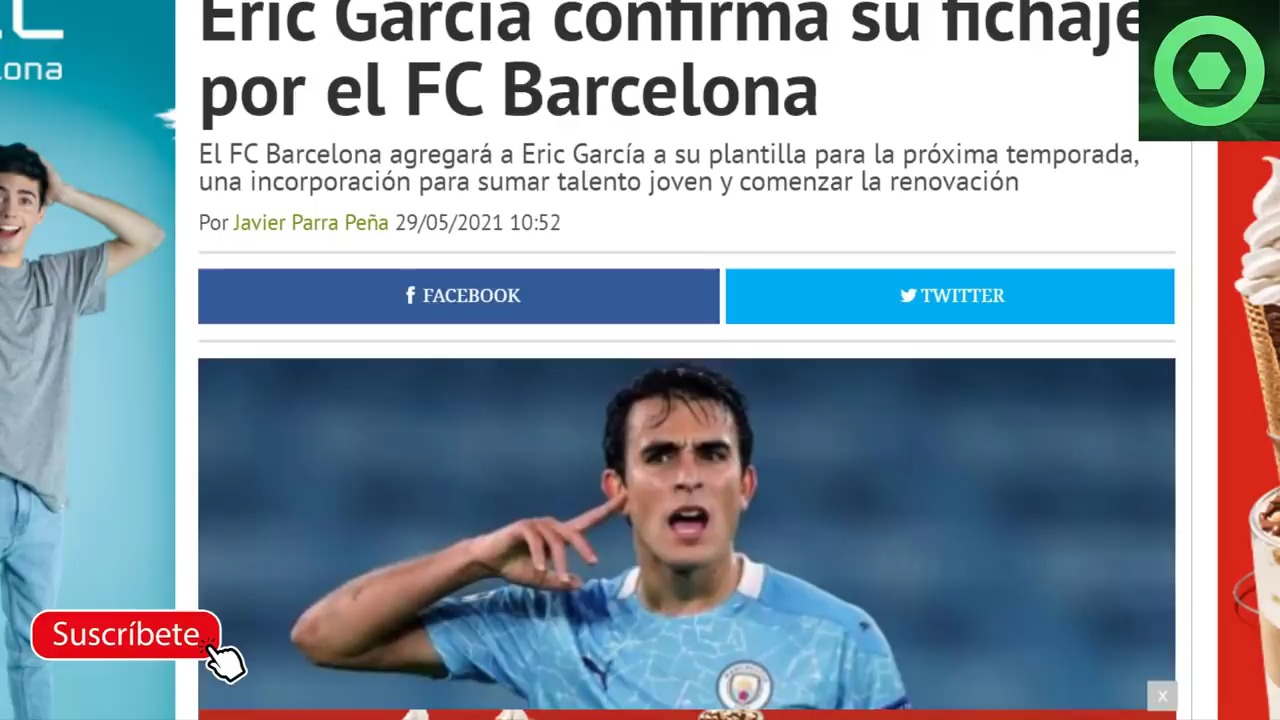 Eric García confirma su fichaje
por el FC Barcelona
El FC Barcelona agregará a Eric García a su plantilla para la próxima temporada,
una incorporación para sumar talento joven y comenzar la renovación
Por Javier Parra Peña 29/05/2021 10:52
FACEBOOK
TWITTER
Suscríbete
X